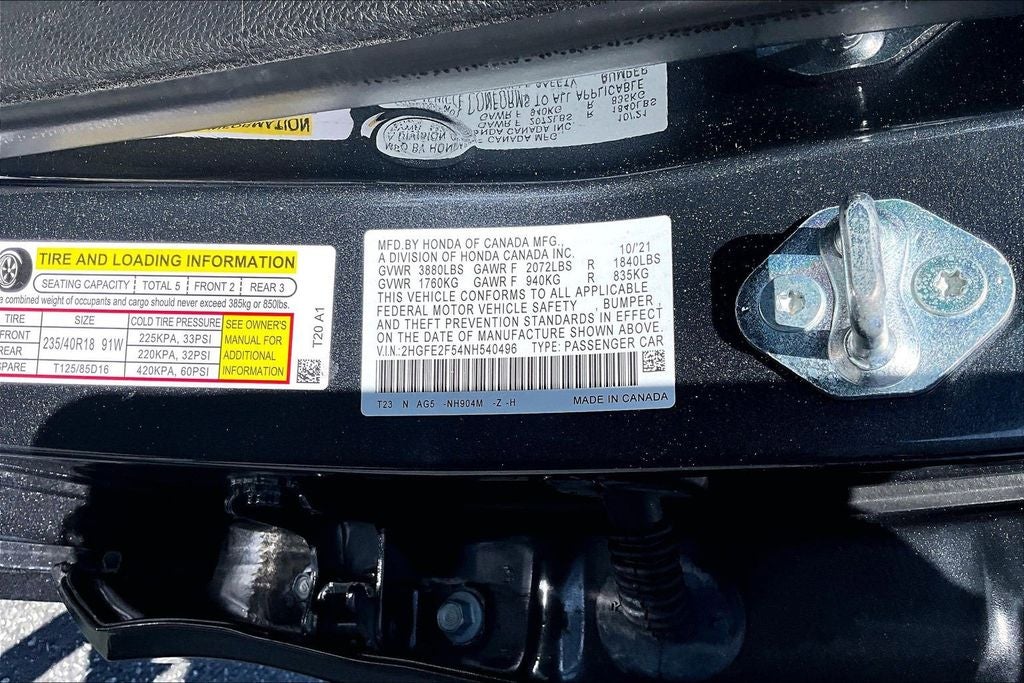 TIRE AND LOADING INFORMATION
SEATING CAPACITY TOTAL 5 FRONT 2 REAR 3
combined weight of occupants and cargo should never exceed 385kg or 850lbs.
TIRE SIZE COLD TIRE PRESSURE SEE OWNER'S MANUAL FOR ADDITIONAL INFORMATION
FRONT 235/40R18 91W 225KPA, 33PSI
REAR 220KPA, 32PSI
SPARE T125/85D16 420KPA, 60PSI
T20 A1
MFD.BY HONDA OF CANADA MFG., 10/'21
A DIVISION OF HONDA CANADA INC.
GVWR 3880LBS GAWR F 2072LBS R 1840LBS
GVWR 1760KG GAWR F 940KG R 835KG
THIS VEHICLE CONFORMS TO ALL APPLICABLE
FEDERAL MOTOR VEHICLE SAFETY, BUMPER,
AND THEFT PREVENTION STANDARDS IN EFFECT
ON THE DATE OF MANUFACTURE SHOWN ABOVE.
V.I.N.:2HGFE2F54NH540496 TYPE: PASSENGER CAR
T23 N AG5 -NH904M -Z -H MADE IN CANADA